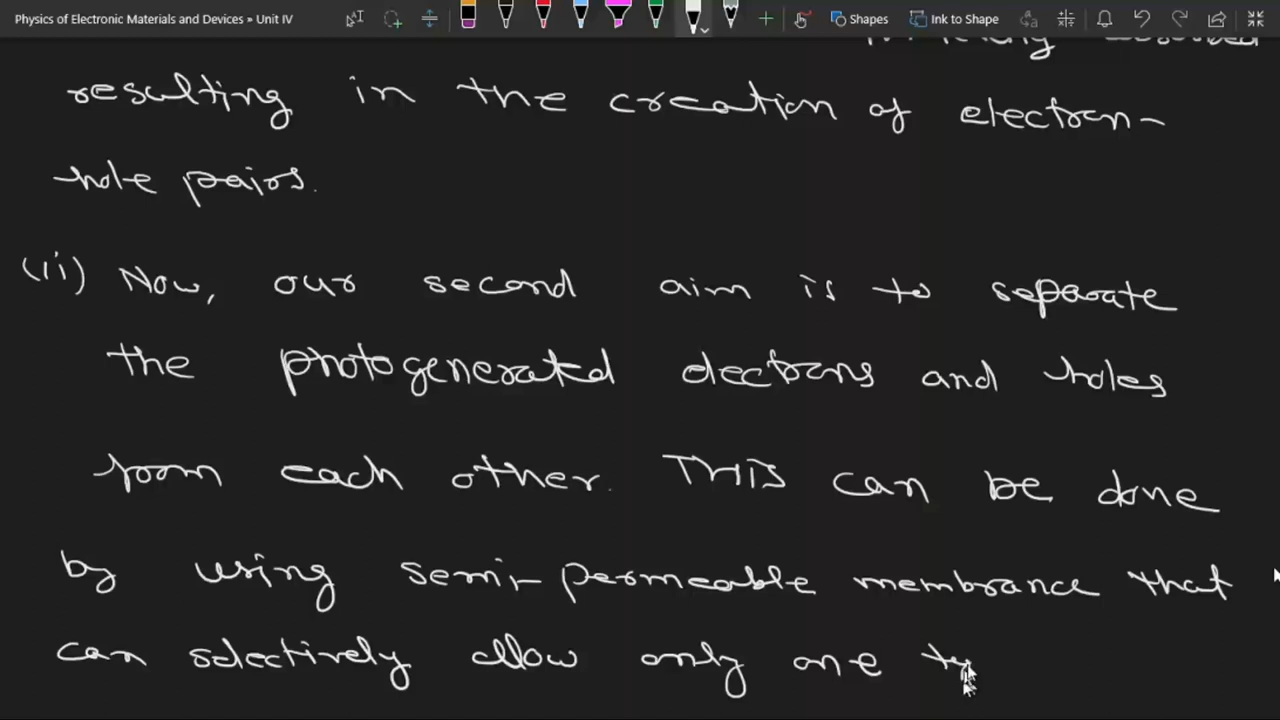 Physics of Electronic Materials and Devices » Unit IV
Shapes
Ink to Shape
resulting in the creation of electron-
hole pairs.
(ii) Now, our second aim is to separate
the photogenerated electrons and holes
from each other. THIS can be done
by using semi-permeable membrance that
can selectively allow only one ty